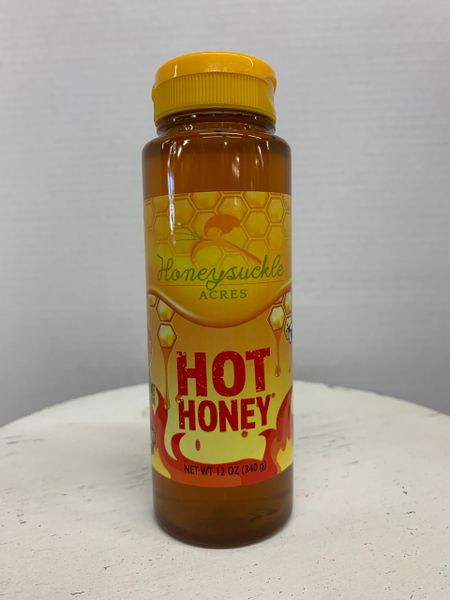 Honeysuckle
ACRES
HOT
HONEY
NET WT 12 OZ (340 g)